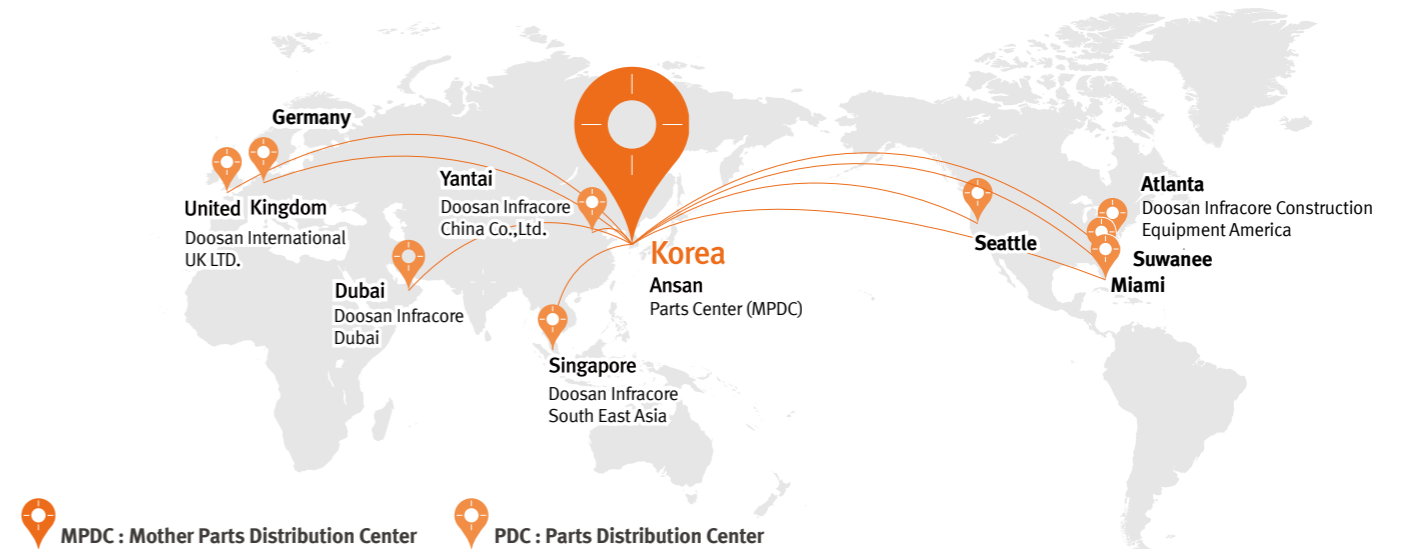 Germany
United Kingdom
Doosan International
UK LTD.
Yantai
Doosan Infracore
China Co.,Ltd.
Dubai
Doosan Infracore
Dubai
Korea
Ansan
Parts Center (MPDC)
Singapore
Doosan Infracore
South East Asia
Seattle
Atlanta
Doosan Infracore Construction
Equipment America
Suwanee
Miami
MPDC : Mother Parts Distribution Center
PDC : Parts Distribution Center